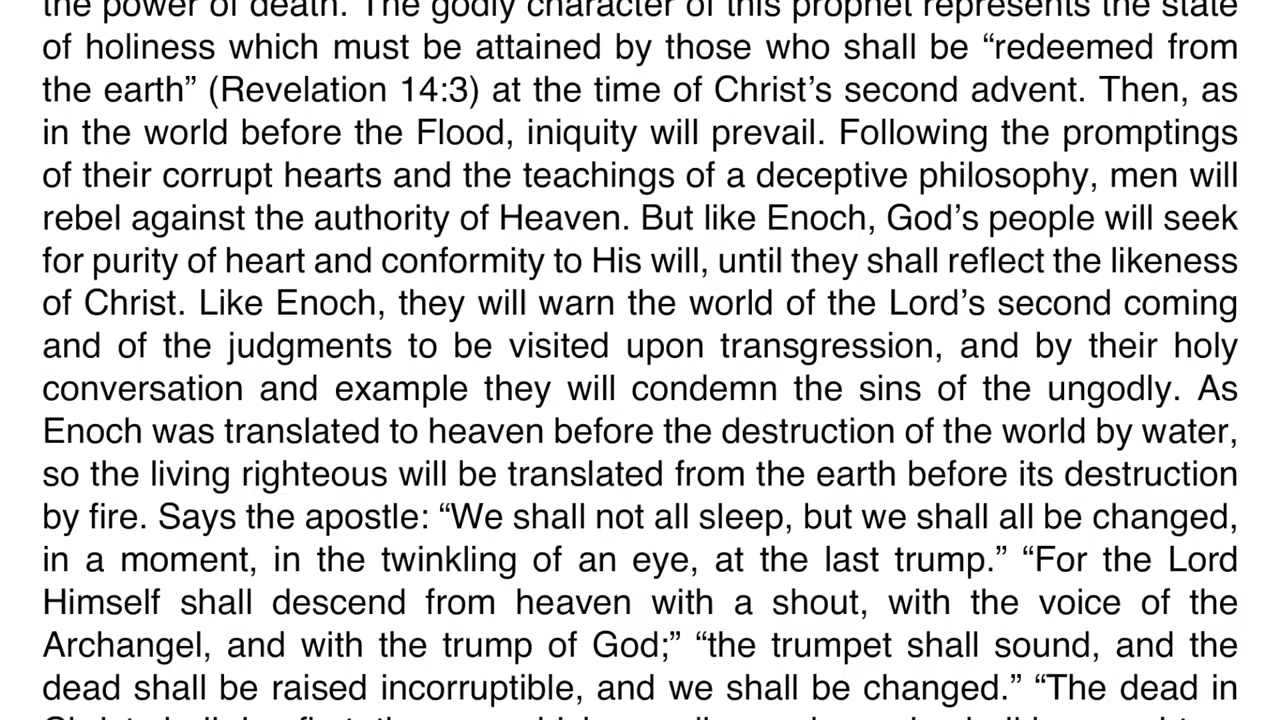 the power of death. The godly character of this prophet represents the state
of holiness which must be attained by those who shall be “redeemed from
the earth” (Revelation 14:3) at the time of Christ’s second advent. Then, as
in the world before the Flood, iniquity will prevail. Following the promptings
of their corrupt hearts and the teachings of a deceptive philosophy, men will
rebel against the authority of Heaven. But like Enoch, God’s people will seek
for purity of heart and conformity to His will, until they shall reflect the likeness
of Christ. Like Enoch, they will warn the world of the Lord’s second coming
and of the judgments to be visited upon transgression, and by their holy
conversation and example they will condemn the sins of the ungodly. As
Enoch was translated to heaven before the destruction of the world by water,
so the living righteous will be translated from the earth before its destruction
by fire. Says the apostle: “We shall not all sleep, but we shall all be changed,
in a moment, in the twinkling of an eye, at the last trump.” “For the Lord
Himself shall descend from heaven with a shout, with the voice of the
Archangel, and with the trump of God;” “the trumpet shall sound, and the
dead shall be raised incorruptible, and we shall be changed.” “The dead in